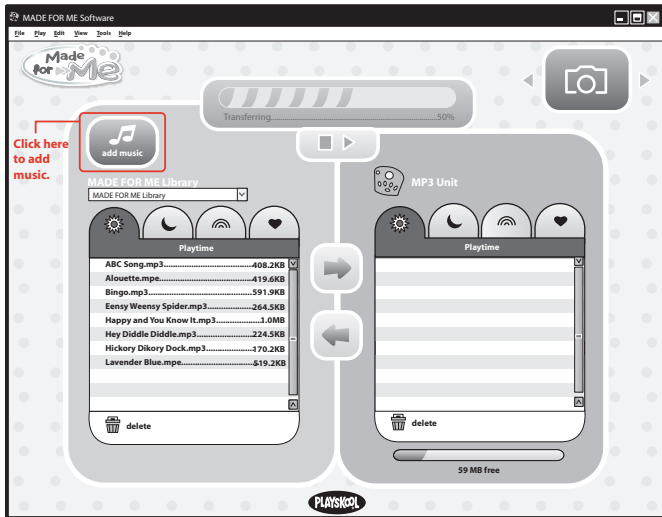 MADE FOR ME Software
File Play Edit View Tools Help
Made
for Me
Transferring..................................................50%
Click here
to add
music.
add music
MADE FOR ME Library
MADE FOR ME Library
MP3 Unit
Playtime
ABC Song.mp3..............................408.2KB
Alouette.mpe................................419.6KB
Bingo.mp3....................................591.9KB
Eensy Weensy Spider.mp3...............264.5KB
Happy and You Know It.mp3...............1.0MB
Hey Diddle Diddle.mp3...................224.5KB
Hickory Dikory Dock.mp3................170.2KB
Lavender Blue.mpe........................519.2KB
delete
Playtime
delete
59 MB free
PLAYSKOOL